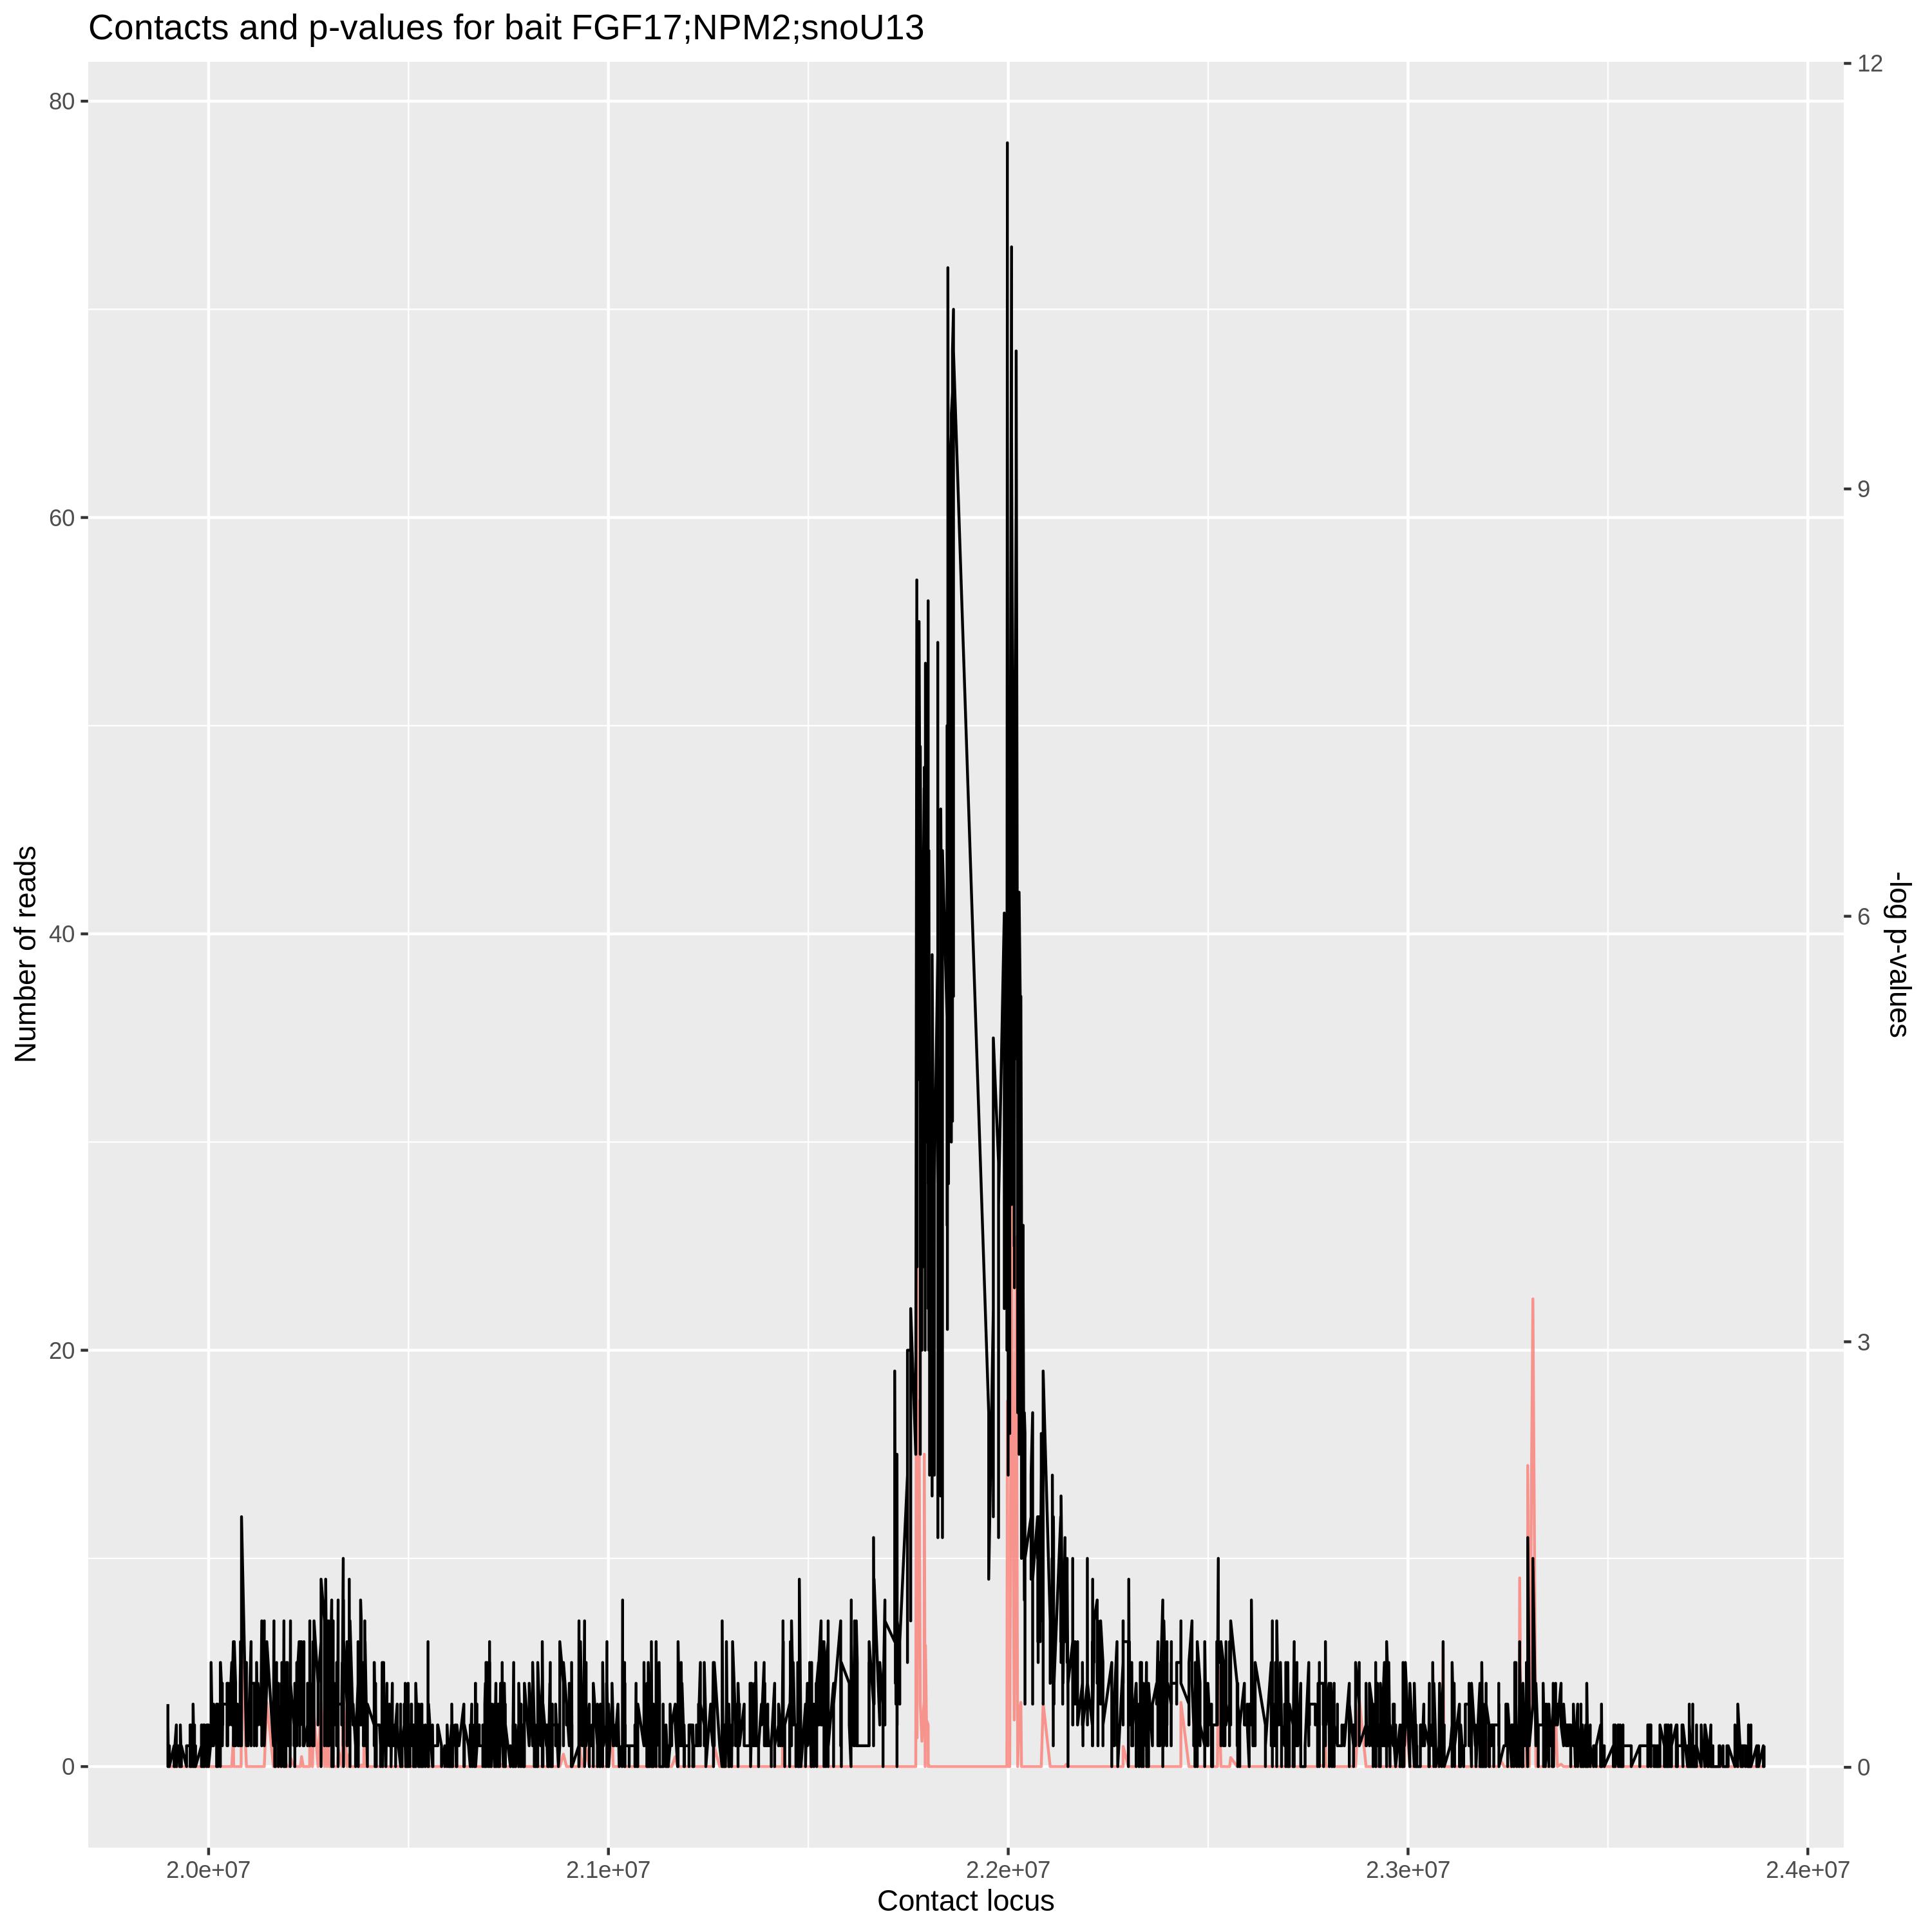 Contacts and p-values for bait FGF17;NPM2;snoU13
80
60
40
20
0
Number of reads
12
9
6
3
0
-log p-values
2.0e+07
2.1e+07
2.2e+07
2.3e+07
2.4e+07
Contact locus